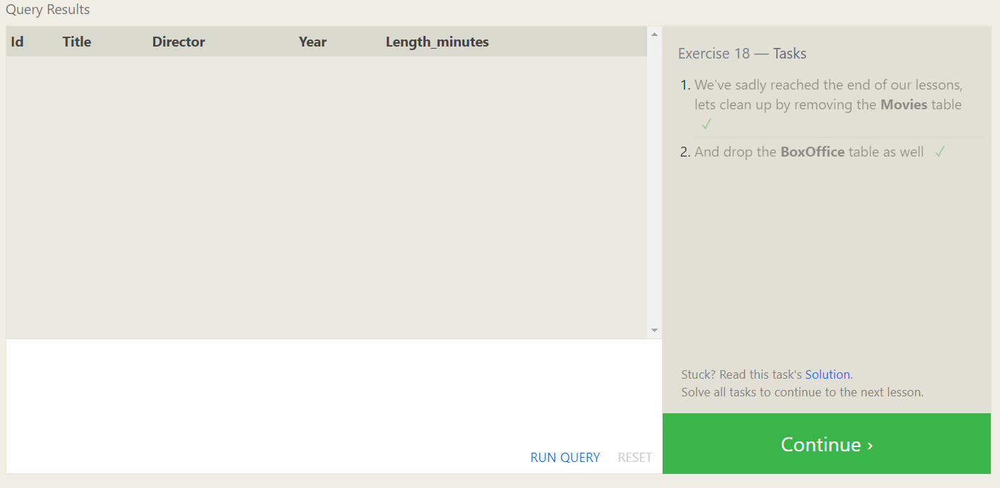 Query Results
Id Title Director Year Length_minutes
Exercise 18 — Tasks
1. We've sadly reached the end of our lessons,
lets clean up by removing the Movies table
✓
2. And drop the BoxOffice table as well ✓
Stuck? Read this task's Solution.
Solve all tasks to continue to the next lesson.
RUN QUERY RESET
Continue ›